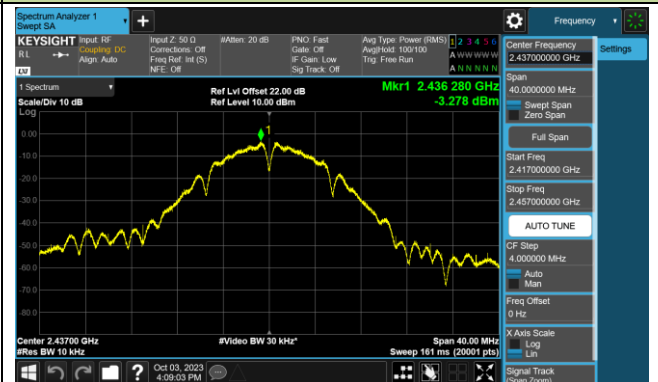 Spectrum Analyzer 1
Swept SA
Frequency
KEYSIGHT
Input: RF
Coupling: DC
Align: Auto
Input Z: 50 Ω
Corrections: Off
Freq Ref: Int (S)
NFE: Off
#Atten: 20 dB
PNO: Fast
Gate: Off
IF Gain: Low
Sig Track: Off
Avg Type: Power (RMS)
Avg|Hold: 100/100
Trig: Free Run
1 2 3 4 5 6
A W W W W W
A N N N N N
R L
LXI
1 Spectrum
Scale/Div 10 dB
Log
Ref Lvl Offset 22.00 dB
Ref Level 10.00 dBm
Mkr1 2.436 280 GHz
-3.278 dBm
1
0.00
-10.0
-20.0
-30.0
-40.0
-50.0
-60.0
-70.0
-80.0
Center 2.43700 GHz
#Res BW 10 kHz
#Video BW 30 kHz*
Span 40.00 MHz
Sweep 161 ms (20001 pts)
Center Frequency
2.437000000 GHz
Settings
Span
40.0000000 MHz
Swept Span
Zero Span
Full Span
Start Freq
2.417000000 GHz
Stop Freq
2.457000000 GHz
AUTO TUNE
CF Step
4.000000 MHz
Auto
Man
Freq Offset
0 Hz
X Axis Scale
Log
Lin
Signal Track
(Span Zoom)
?
Oct 03, 2023
4:09:03 PM